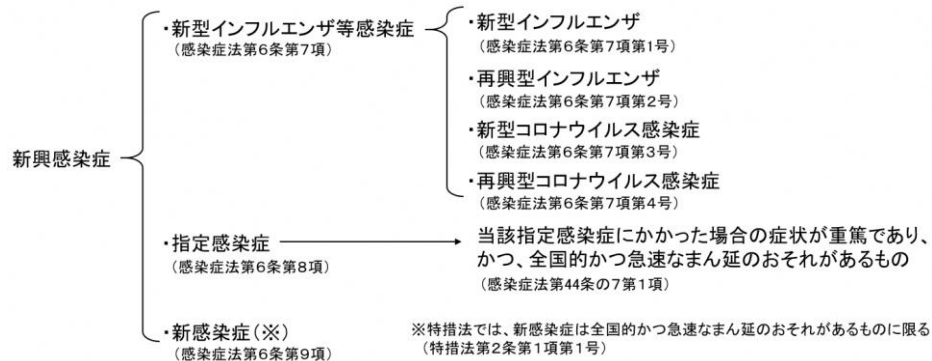 新興感染症
・新型インフルエンザ等感染症
（感染症法第6条第7項）
・新型インフルエンザ
（感染症法第6条第7項第1号）
・再興型インフルエンザ
（感染症法第6条第7項第2号）
・新型コロナウイルス感染症
（感染症法第6条第7項第3号）
・再興型コロナウイルス感染症
（感染症法第6条第7項第4号）
・指定感染症
（感染症法第6条第8項）
当該指定感染症にかかった場合の症状が重篤であり、
かつ、全国的かつ急速なまん延のおそれがあるもの
（感染症法第44条の7第1項）
・新感染症（※）
（感染症法第6条第9項）
※特措法では、新感染症は全国的かつ急速なまん延のおそれがあるものに限る
（特措法第2条第1項第1号）